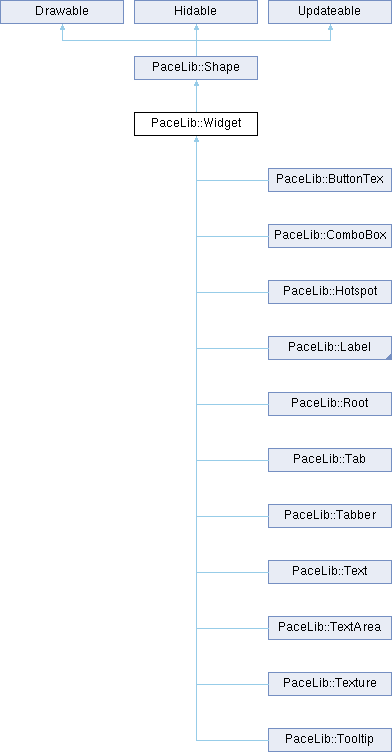 Drawable Hidable Updateable
PaceLib::Shape
PaceLib::Widget
PaceLib::ButtonTex
PaceLib::ComboBox
PaceLib::Hotspot
PaceLib::Label
PaceLib::Root
PaceLib::Tab
PaceLib::Tabber
PaceLib::Text
PaceLib::TextArea
PaceLib::Texture
PaceLib::Tooltip